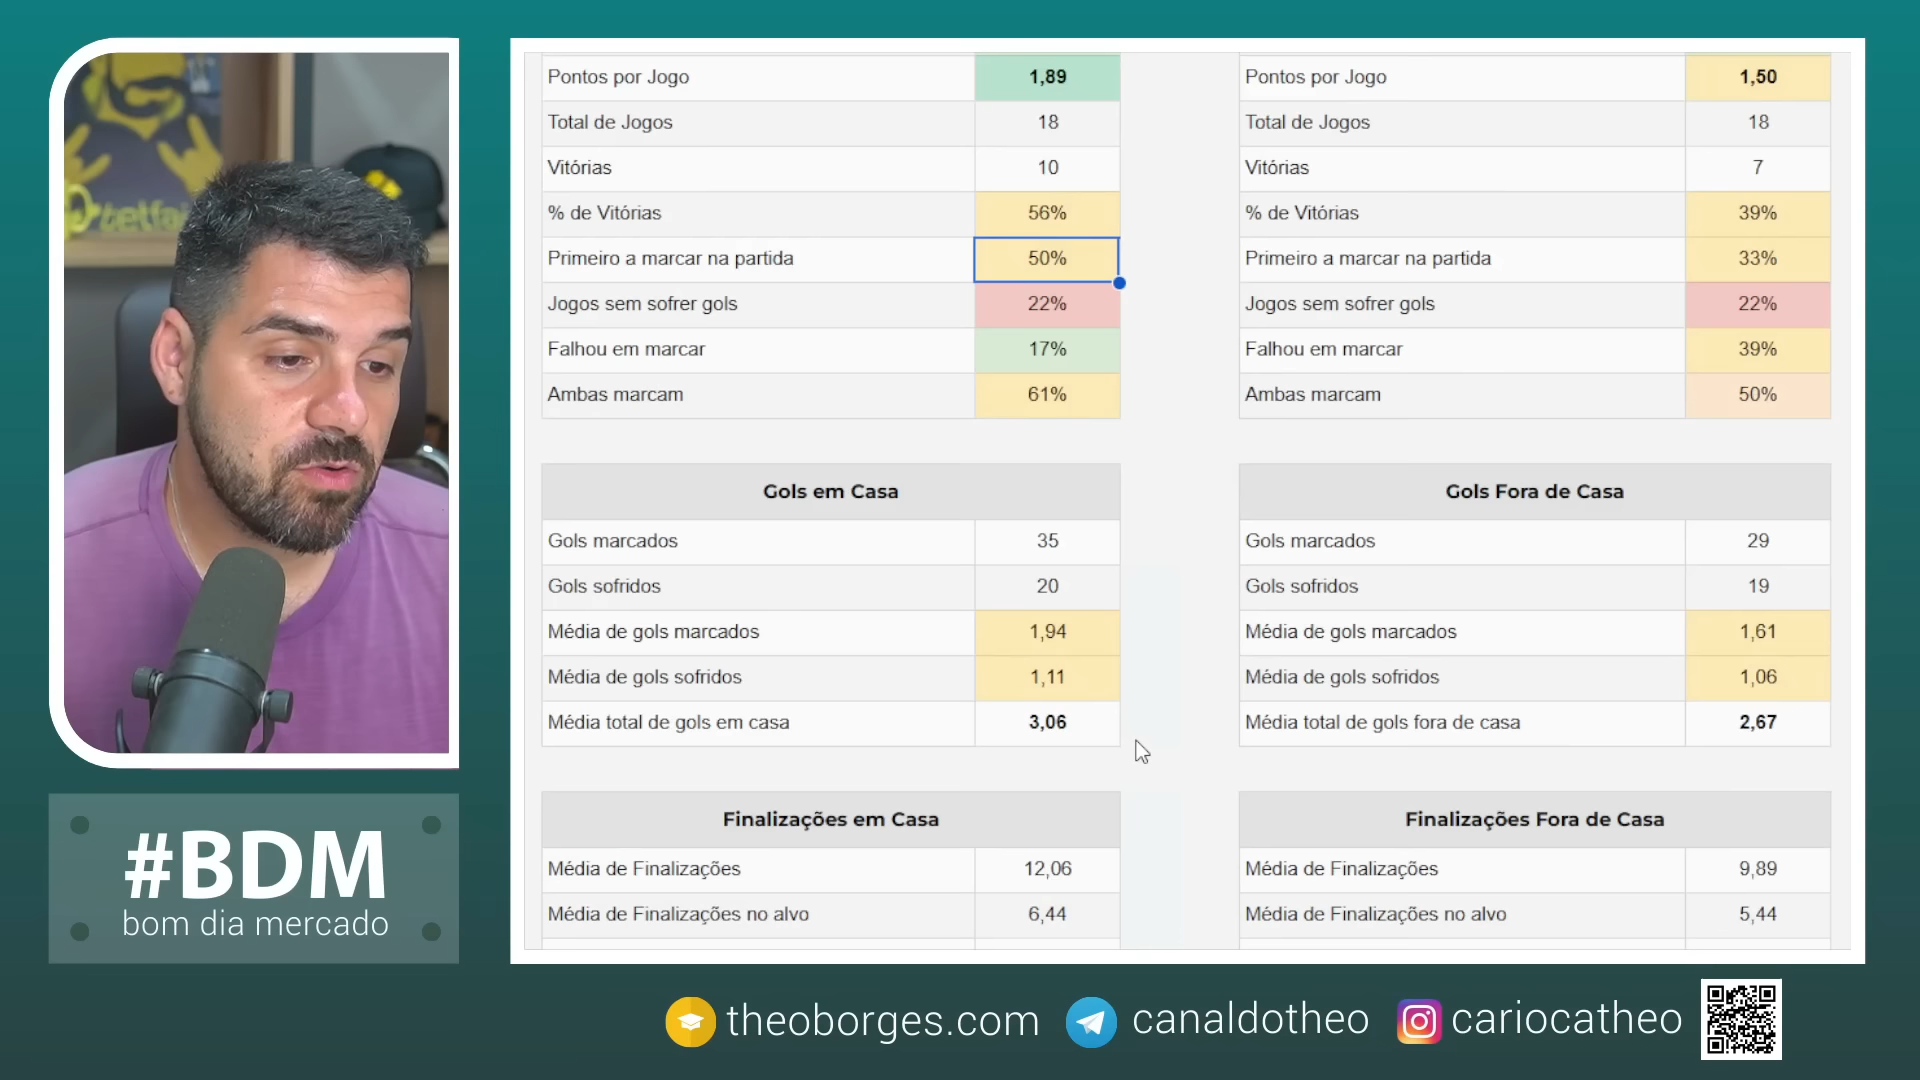 betfai
Pontos por Jogo 1,89
Total de Jogos 18
Vitórias 10
% de Vitórias 56%
Primeiro a marcar na partida 50%
Jogos sem sofrer gols 22%
Falhou em marcar 17%
Ambas marcam 61%
Pontos por Jogo 1,50
Total de Jogos 18
Vitórias 7
% de Vitórias 39%
Primeiro a marcar na partida 33%
Jogos sem sofrer gols 22%
Falhou em marcar 39%
Ambas marcam 50%
Gols em Casa
Gols marcados 35
Gols sofridos 20
Média de gols marcados 1,94
Média de gols sofridos 1,11
Média total de gols em casa 3,06
Gols Fora de Casa
Gols marcados 29
Gols sofridos 19
Média de gols marcados 1,61
Média de gols sofridos 1,06
Média total de gols fora de casa 2,67
Finalizações em Casa
Média de Finalizações 12,06
Média de Finalizações no alvo 6,44
Finalizações Fora de Casa
Média de Finalizações 9,89
Média de Finalizações no alvo 5,44
#BDM
bom dia mercado
theoborges.com
canaldotheo
cariocatheo